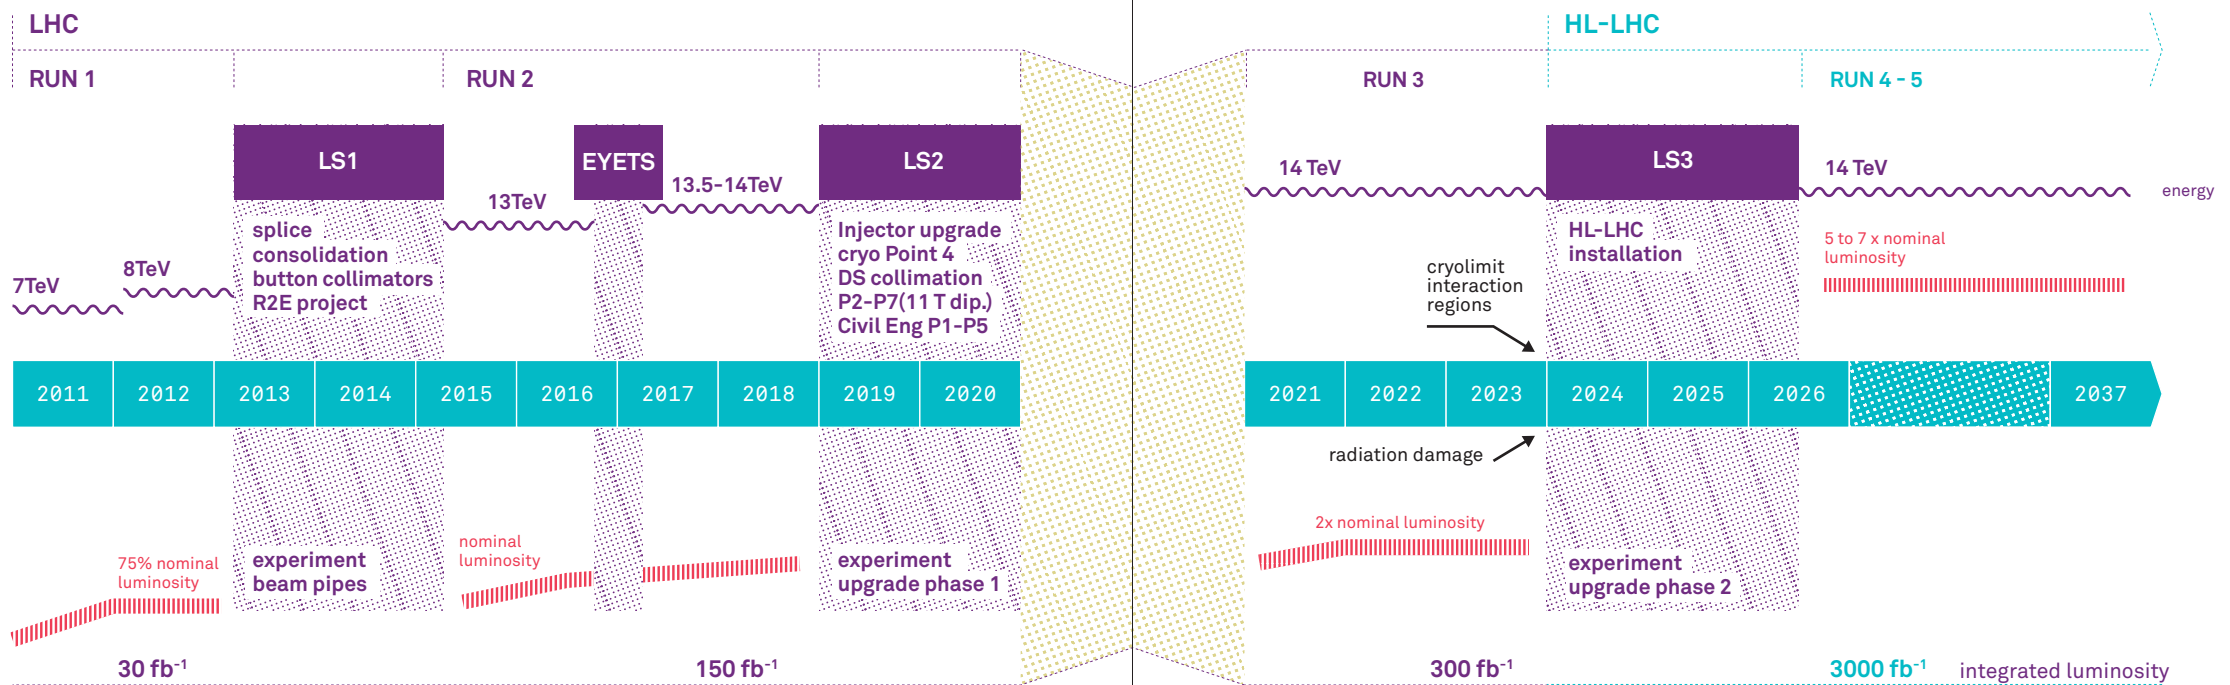 LHC
HL-LHC
RUN 1
RUN 2
RUN 3
RUN 4 - 5
LS1
EYETS
LS2
LS3
7TeV
8TeV
13TeV
13.5-14TeV
14 TeV
14 TeV
energy
splice
consolidation
button collimators
R2E project
Injector upgrade
cryo Point 4
DS collimation
P2-P7(11 T dip.)
Civil Eng P1-P5
cryolimit
interaction
regions
HL-LHC
installation
5 to 7 x nominal
luminosity
2011
2012
2013
2014
2015
2016
2017
2018
2019
2020
2021
2022
2023
2024
2025
2026
2037
radiation damage
75% nominal
luminosity
experiment
beam pipes
nominal
luminosity
experiment
upgrade phase 1
2x nominal luminosity
experiment
upgrade phase 2
30 fb⁻¹
150 fb⁻¹
300 fb⁻¹
3000 fb⁻¹
integrated luminosity